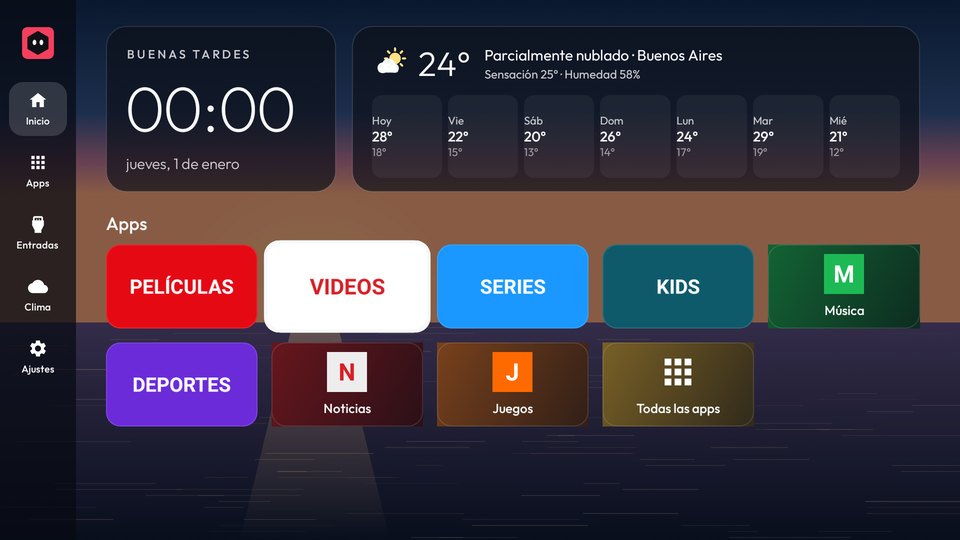 BUENAS TARDES
00:00
jueves, 1 de enero
24°
Parcialmente nublado · Buenos Aires
Sensación 25° · Humedad 58%
Hoy
28°
18°
Vie
22°
15°
Sáb
20°
13°
Dom
26°
14°
Lun
24°
17°
Mar
29°
19°
Mié
21°
12°
Inicio
Apps
Entradas
Clima
Ajustes
Apps
PELÍCULAS
VIDEOS
SERIES
KIDS
M
Música
DEPORTES
N
Noticias
J
Juegos
Todas las apps